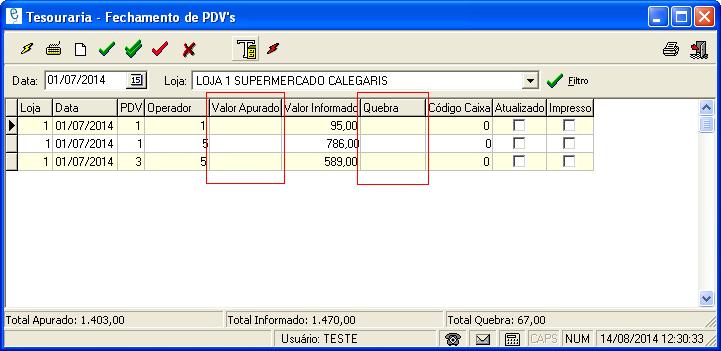 Tesouraria - Fechamento de PDV's
Data: 01/07/2014 15 Loja: LOJA 1 SUPERMERCADO CALEGARIS Filtro
Loja Data PDV Operador Valor Apurado Valor Informado Quebra Código Caixa Atualizado Impresso
1 01/07/2014 1 1 95,00 0
1 01/07/2014 1 5 786,00 0
1 01/07/2014 3 5 589,00 0
Total Apurado: 1.403,00 Total Informado: 1.470,00 Total Quebra: 67,00
Usuário: TESTE CAPS NUM 14/08/2014 12:30:33